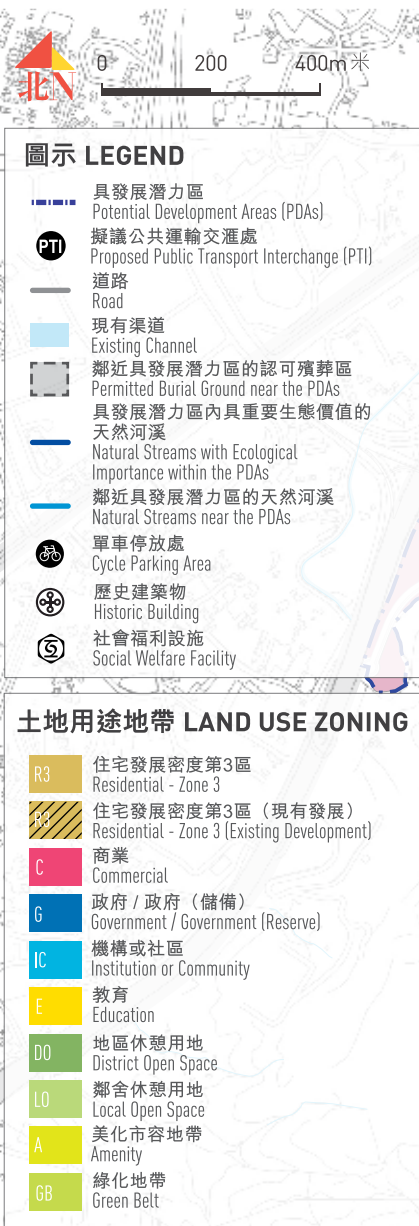 北N
0 200 400m米
圖示 LEGEND
具發展潛力區
Potential Development Areas (PDAs)
PTI
擬議公共運輸交滙處
Proposed Public Transport Interchange (PTI)
道路
Road
現有渠道
Existing Channel
鄰近具發展潛力區的認可殯葬區
Permitted Burial Ground near the PDAs
具發展潛力區內具重要生態價值的
天然河溪
Natural Streams with Ecological
Importance within the PDAs
鄰近具發展潛力區的天然河溪
Natural Streams near the PDAs
單車停放處
Cycle Parking Area
歷史建築物
Historic Building
社會福利設施
Social Welfare Facility
土地用途地帶 LAND USE ZONING
R3
住宅發展密度第3區
Residential - Zone 3
R3
住宅發展密度第3區（現有發展）
Residential - Zone 3 (Existing Development)
C
商業
Commercial
G
政府 / 政府（儲備）
Government / Government (Reserve)
IC
機構或社區
Institution or Community
E
教育
Education
DO
地區休憩用地
District Open Space
LO
鄰舍休憩用地
Local Open Space
A
美化市容地帶
Amenity
GB
綠化地帶
Green Belt